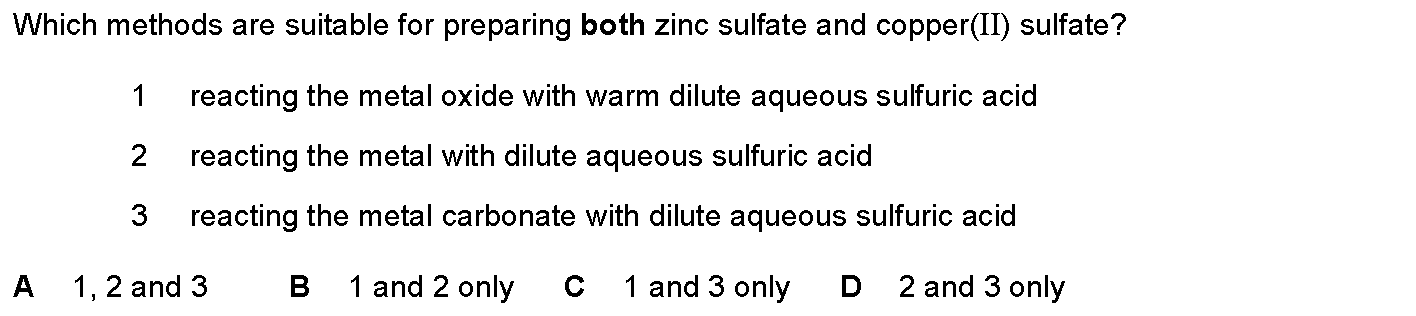 Which methods are suitable for preparing both zinc sulfate and copper(II) sulfate?
1 reacting the metal oxide with warm dilute aqueous sulfuric acid
2 reacting the metal with dilute aqueous sulfuric acid
3 reacting the metal carbonate with dilute aqueous sulfuric acid
A 1, 2 and 3 B 1 and 2 only C 1 and 3 only D 2 and 3 only